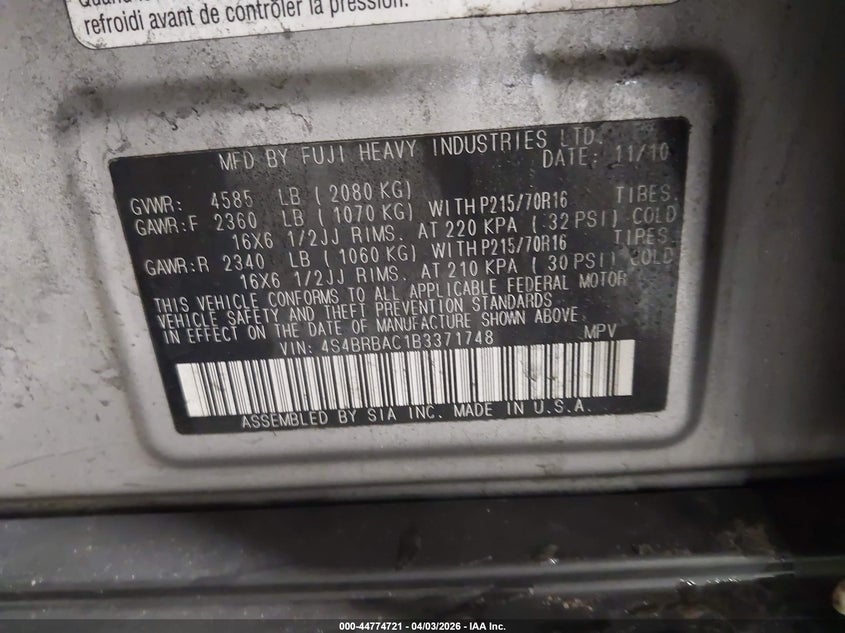 refroidi avant de contrôler la pression.
MFD BY FUJI HEAVY INDUSTRIES LTD.
DATE: 11/10
GVWR: 4585 LB ( 2080 KG)
GAWR:F 2360 LB ( 1070 KG) WITH P215/70R16 TIRES.
16X6 1/2JJ RIMS. AT 220 KPA ( 32 PSI) COLD
GAWR:R 2340 LB ( 1060 KG) WITH P215/70R16 TIRES.
16X6 1/2JJ RIMS. AT 210 KPA ( 30 PSI) COLD
THIS VEHICLE CONFORMS TO ALL APPLICABLE FEDERAL MOTOR
VEHICLE SAFETY AND THEFT PREVENTION STANDARDS
IN EFFECT ON THE DATE OF MANUFACTURE SHOWN ABOVE.
VIN: 4S4BRBAC1B3371748 MPV
ASSEMBLED BY SIA INC. MADE IN U.S.A.
000-44774721 - 04/03/2026 - IAA Inc.